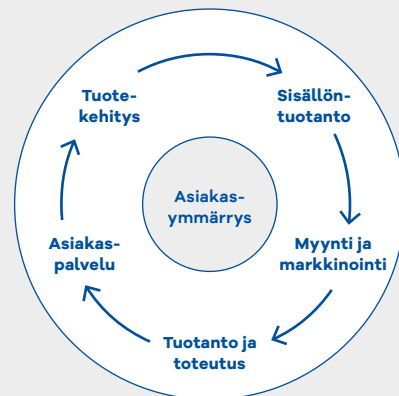 Tuote-
kehitys
Sisällön-
tuotanto
Asiakas-
ymmärrys
Asiakas-
palvelu
Myynti ja
markkinointi
Tuotanto ja
toteutus